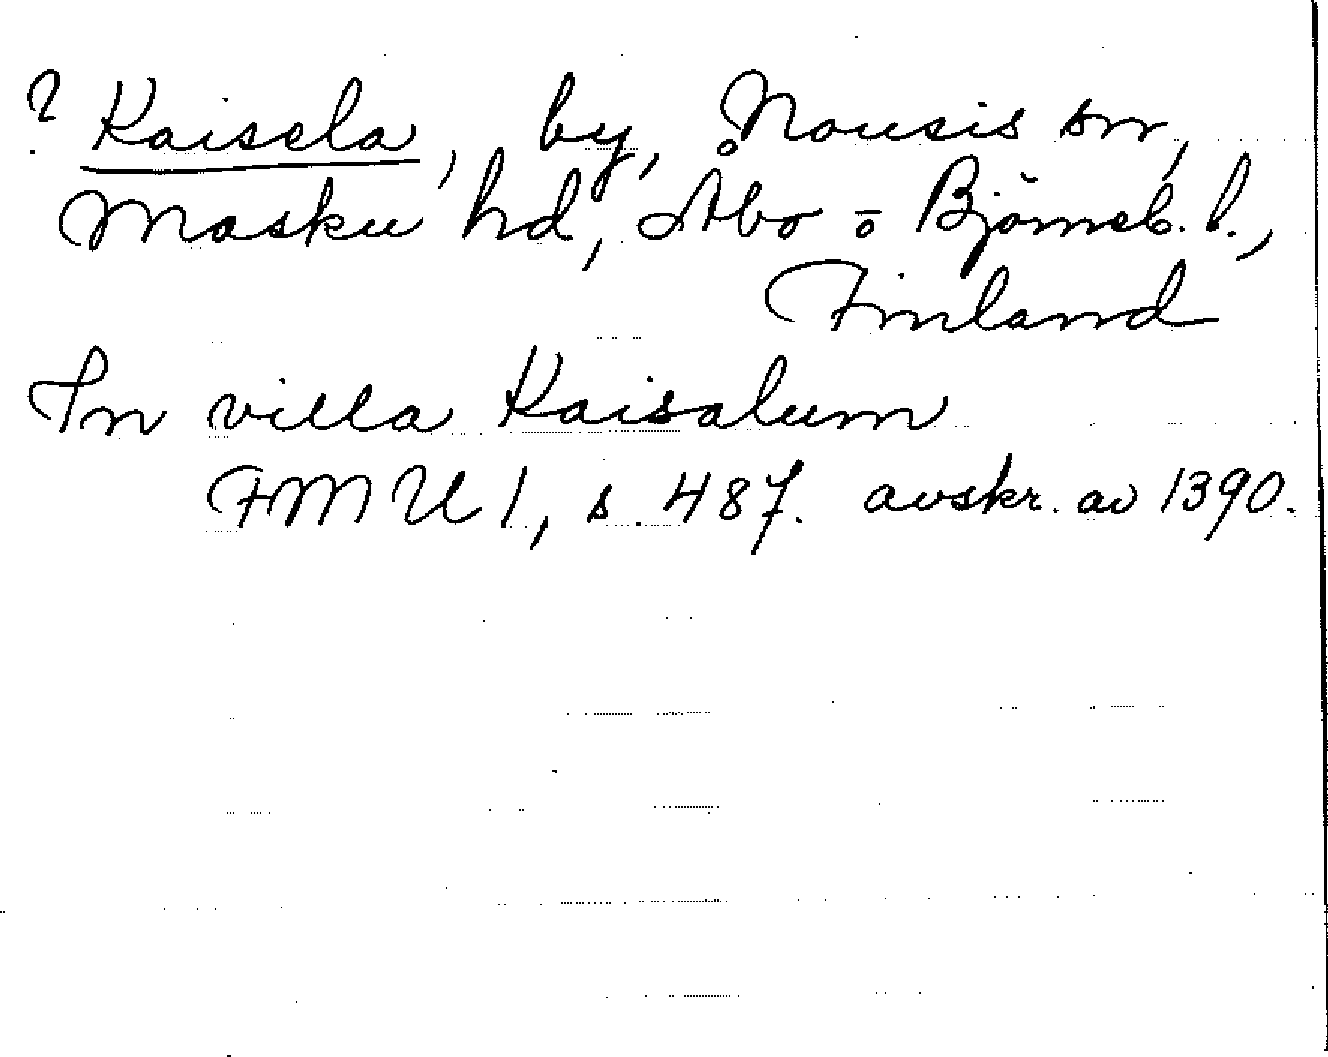 ? Kaisela, by, Nousis sn,
Masku hd, Åbo o Björneb. l.,
Finland
In villa Kaisalum
FMU 1, s. 487. avskr. av 1390.